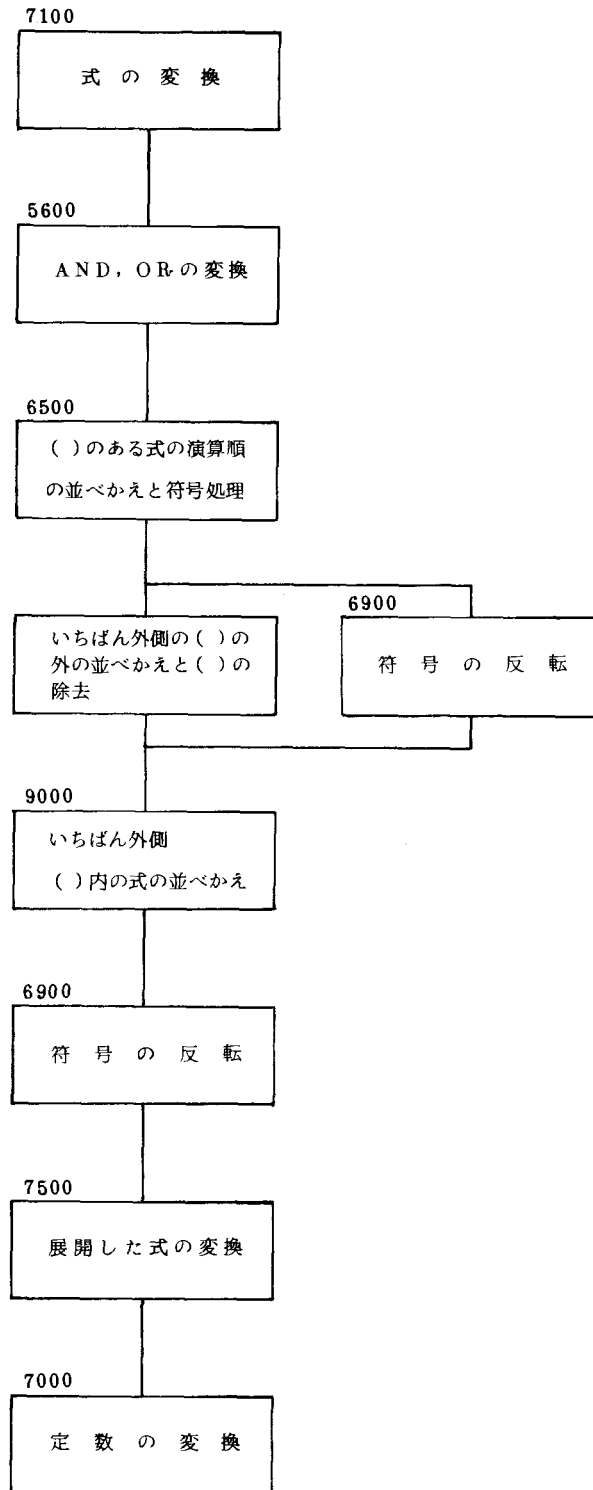 7100
式の変換
5600
AND,ORの変換
6500
( )のある式の演算順
の並べかえと符号処理
いちばん外側の( )の
外の並べかえと( )の
除去
6900
符号の反転
9000
いちばん外側
( )内の式の並べかえ
6900
符号の反転
7500
展開した式の変換
7000
定数の変換